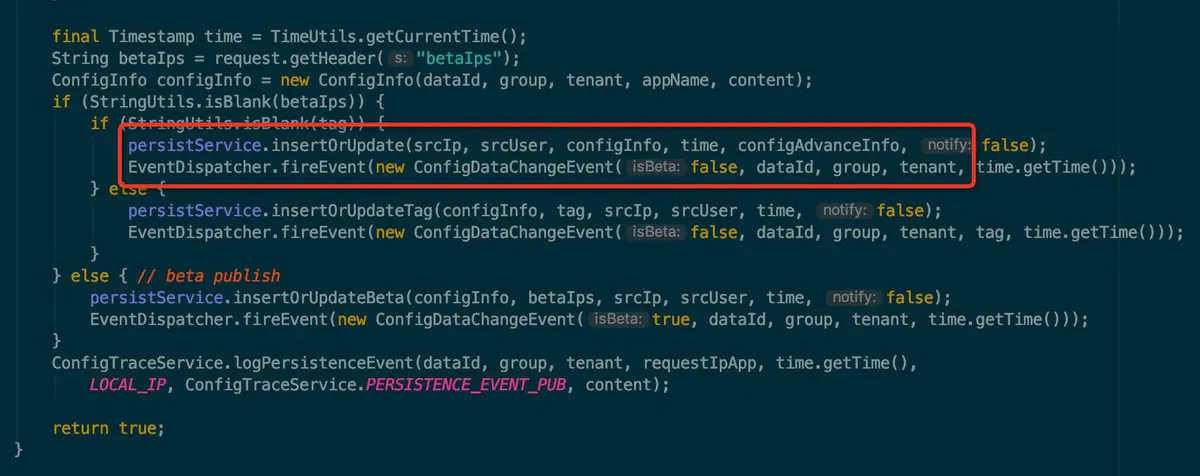 final Timestamp time = TimeUtils.getCurrentTime();
String betaIps = request.getHeader( s: "betaIps");
ConfigInfo configInfo = new ConfigInfo(dataId, group, tenant, appName, content);
if (StringUtils.isBlank(betaIps)) {
if (StringUtils.isBlank(tag)) {
persistService.insertOrUpdate(srcIp, srcUser, configInfo, time, configAdvanceInfo, notify: false);
EventDispatcher.fireEvent(new ConfigDataChangeEvent( isBeta: false, dataId, group, tenant, time.getTime()));
} else {
persistService.insertOrUpdateTag(configInfo, tag, srcIp, srcUser, time, notify: false);
EventDispatcher.fireEvent(new ConfigDataChangeEvent( isBeta: false, dataId, group, tenant, tag, time.getTime()));
}
} else { // beta publish
persistService.insertOrUpdateBeta(configInfo, betaIps, srcIp, srcUser, time, notify: false);
EventDispatcher.fireEvent(new ConfigDataChangeEvent( isBeta: true, dataId, group, tenant, time.getTime()));
}
ConfigTraceService.logPersistenceEvent(dataId, group, tenant, requestIpApp, time.getTime(),
LOCAL_IP, ConfigTraceService.PERSISTENCE_EVENT_PUB, content);
return true;
}